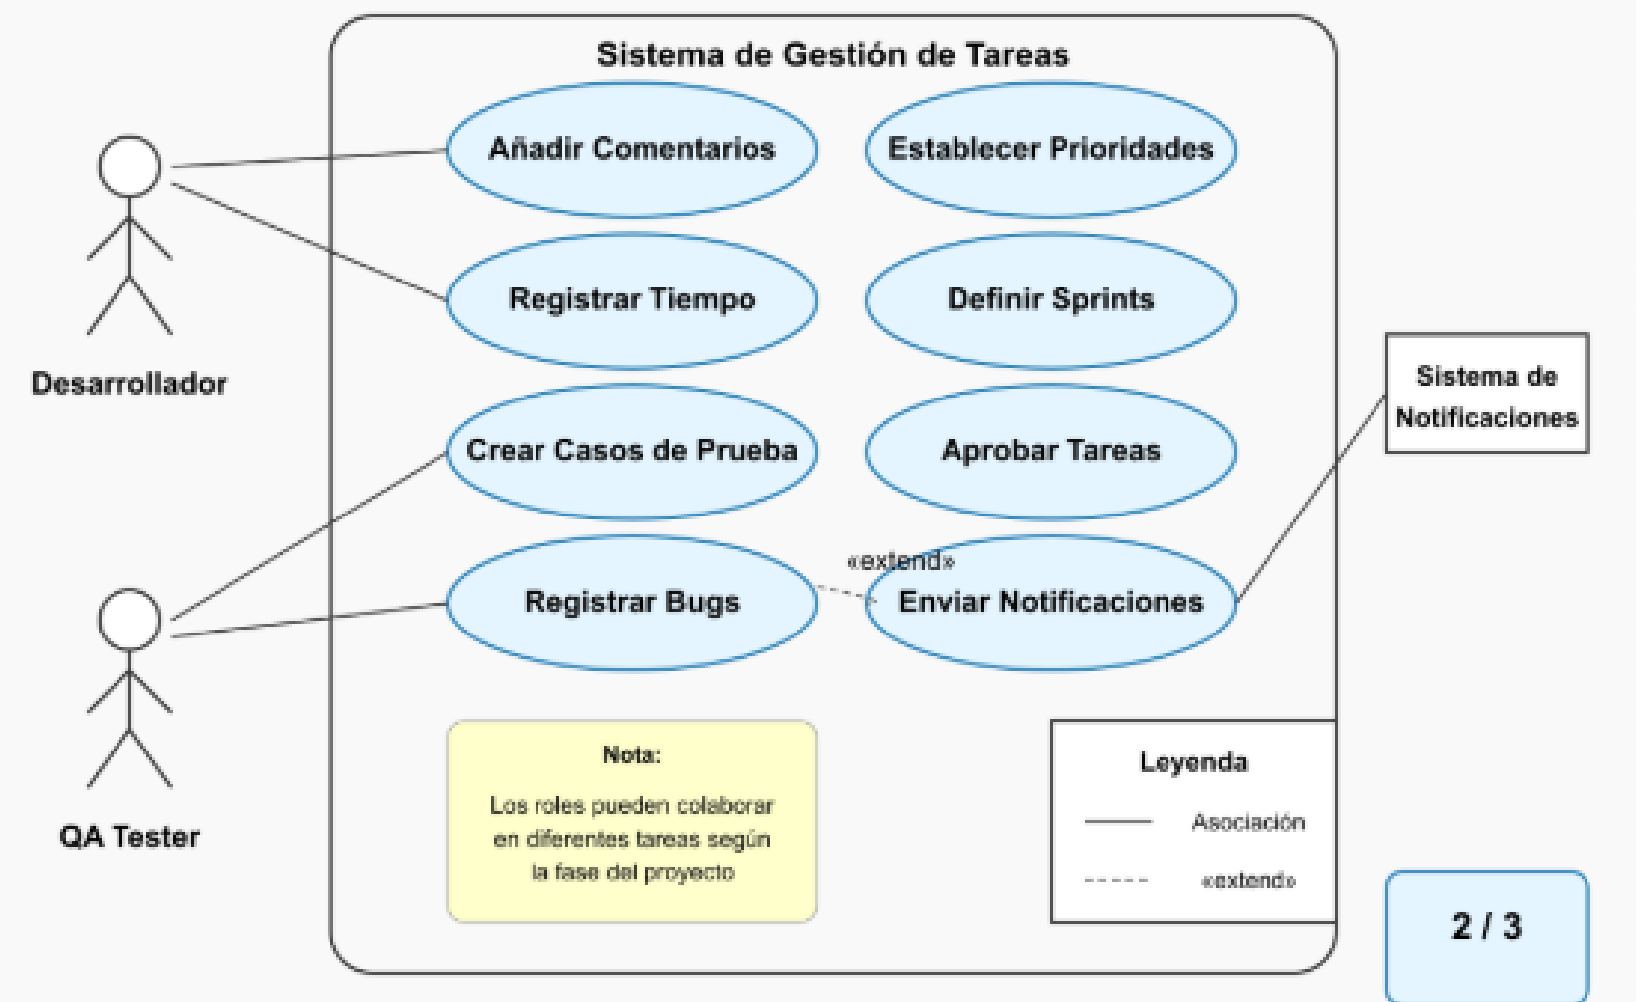 Sistema de Gestión de Tareas
Añadir Comentarios
Establecer Prioridades
Registrar Tiempo
Definir Sprints
Desarrollador
Sistema de
Notificaciones
Crear Casos de Prueba
Aprobar Tareas
«extend»
Registrar Bugs
Enviar Notificaciones
QA Tester
Nota:
Los roles pueden colaborar
en diferentes tareas según
la fase del proyecto
Leyenda
Asociación
«extend»
2 / 3